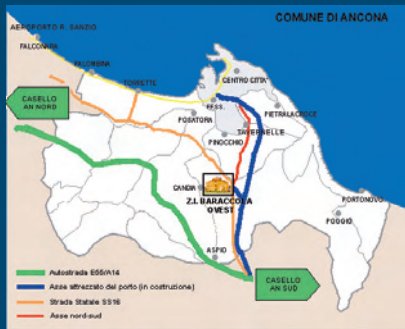 COMUNE DI ANCONA
AEROPORTO R. SANZIO
FALCONARA
PALOMBINA
TORRETTE
CENTRO CITTA'
CASELLO
AN NORD
FFSS.
POSATORA
PIETRALACROCE
TAVERNELLE
PINOCCHIO
CANDIA
Z.I. BARACCOLA
OVEST
PORTONOVO
POGGIO
ASPIO
Autostrada E55/A14
Asse attrezzato del porto (in costruzione)
Strada Statale SS16
Asse nord-sud
CASELLO
AN SUD